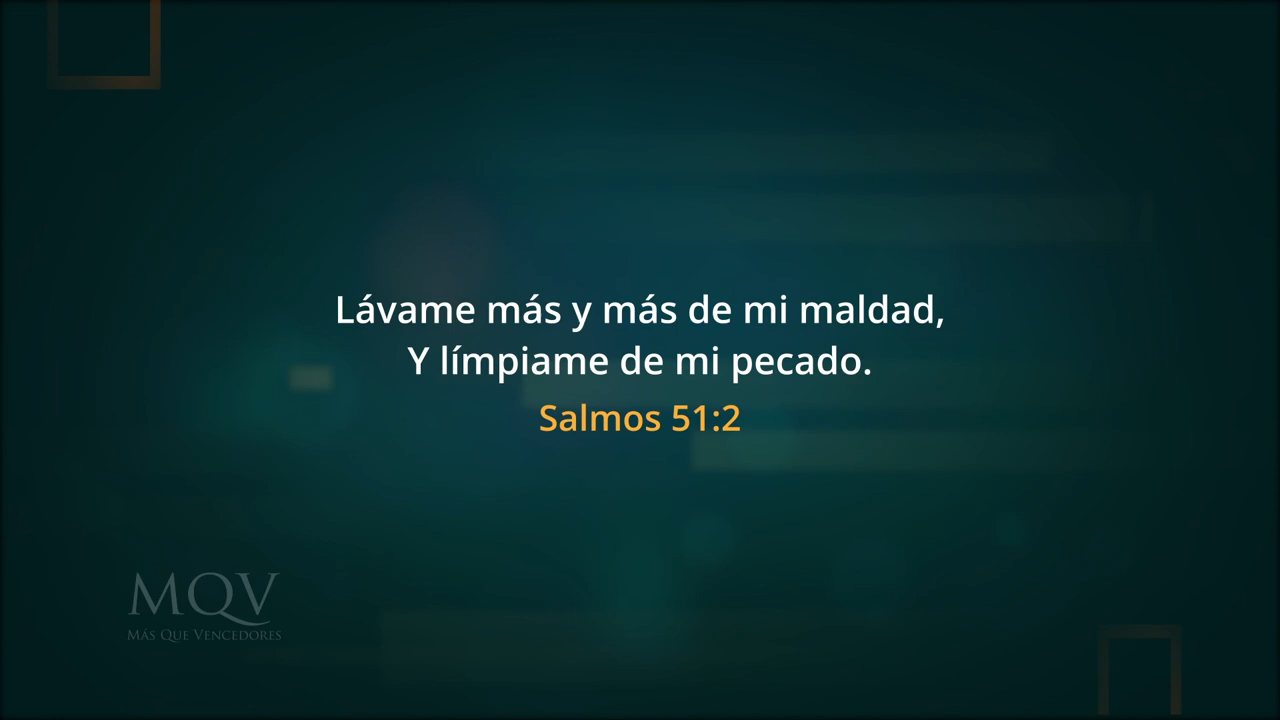 Lávame más y más de mi maldad,
Y límpiame de mi pecado.
Salmos 51:2
MQV
Más Que Vencedores